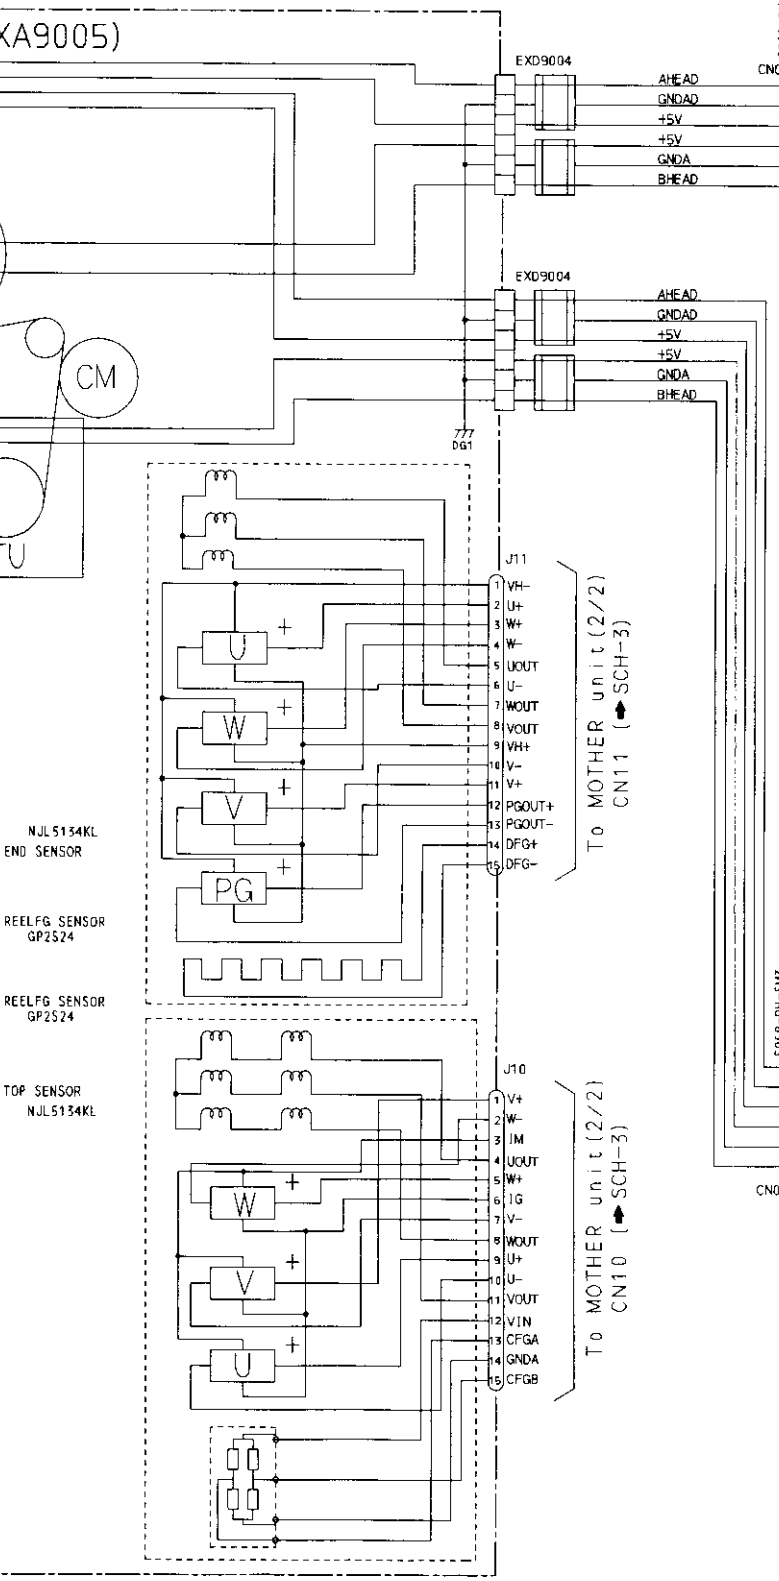 XA9005)
EXD9004
CN0
AHEAD
GNDAD
+5V
+5V
GNDA
BHEAD
EXD9004
AHEAD
GNDAD
+5V
+5V
GNDA
BHEAD
CM
DG1
J11
1 VH-
2 U+
3 W+
4 W-
5 UOUT
6 U-
7 WOUT
8 VOUT
9 VH+
10 V-
11 V+
12 PGOUT+
13 PGOUT-
14 DFG+
15 DFG-
U +
W +
V +
PG +
To MOTHER unit(2/2)
CN11 (➡SCH-3)
NJL5134KL
END SENSOR
REELFG SENSOR
GP2S24
REELFG SENSOR
GP2S24
TOP SENSOR
NJL5134KL
J10
1 V+
2 W-
3 IM
4 UOUT
5 W+
6 IG
7 V-
8 WOUT
9 U+
10 U-
11 VOUT
12 VIN
13 CFGA
14 GNDA
15 CFGB
W +
V +
U +
To MOTHER unit(2/2)
CN10 (➡SCH-3)
CN0